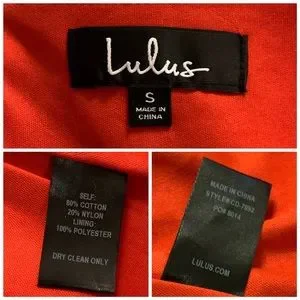 Lulus
S
MADE IN
CHINA
SELF:
80% COTTON
20% NYLON
LINING:
100% POLYESTER
DRY CLEAN ONLY
MADE IN CHINA
LULUS.COM